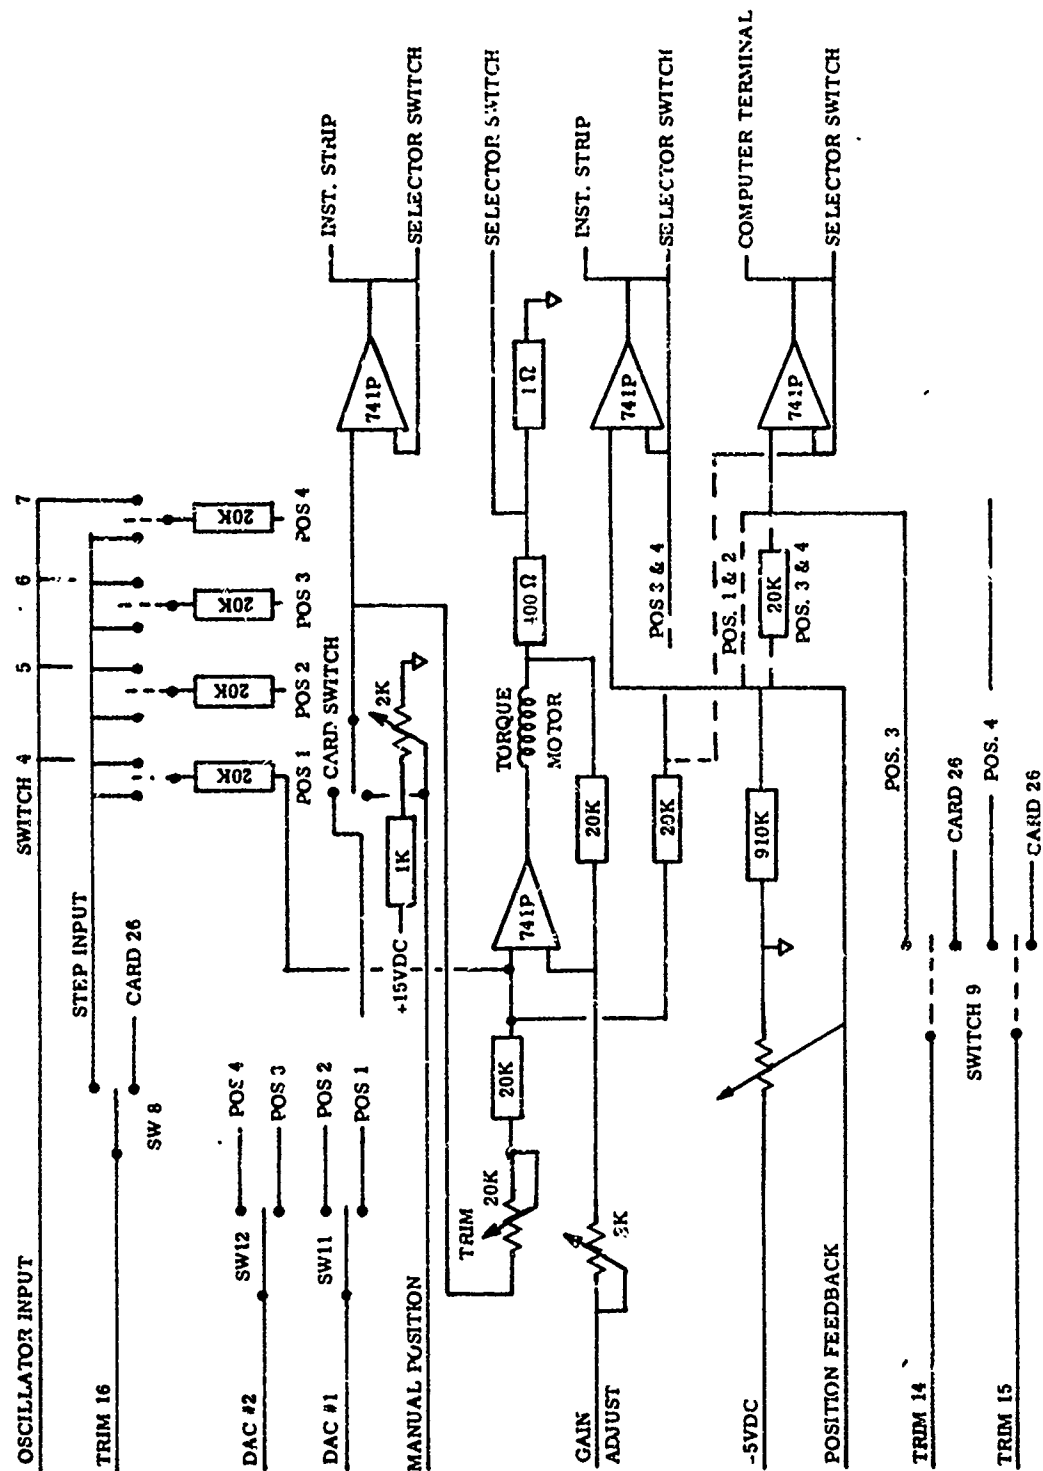 OSCILLATOR INPUT
SWITCH 4
5
6
7
TRIM 16
STEP INPUT
SW 8
CARD 26
20K
20K
20K
20K
POS 1
POS 2
POS 3
POS 4
DAC #2
SW12
POS 4
POS 3
DAC #1
SW11
POS 2
POS 1
CARD SWITCH
MANUAL POSITION
+15VDC
1K
2K
741P
INST. STRIP
SELECTOR SWITCH
TRIM
20K
20K
741P
TORQUE
MOTOR
1 Ω
SELECTOR SWITCH
GAIN
ADJUST
20K
20K
POS 3 & 4
741P
INST. STRIP
SELECTOR SWITCH
-5VDC
910K
POS. 1 & 2
20K
POS. 3 & 4
741P
COMPUTER TERMINAL
SELECTOR SWITCH
POSITION FEEDBACK
TRIM 14
POS. 3
CARD 26
SWITCH 9
TRIM 15
POS. 4
CARD 26